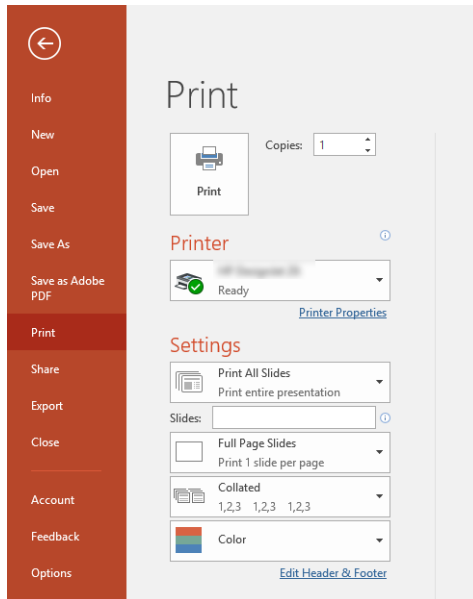 Info
New
Open
Save
Save As
Save as Adobe
PDF
Print
Share
Export
Close
Account
Feedback
Options
Print
Copies: 1
Print
Printer
Ready
Printer Properties
Settings
Print All Slides
Print entire presentation
Slides:
Full Page Slides
Print 1 slide per page
Collated
1,2,3 1,2,3 1,2,3
Color
Edit Header & Footer